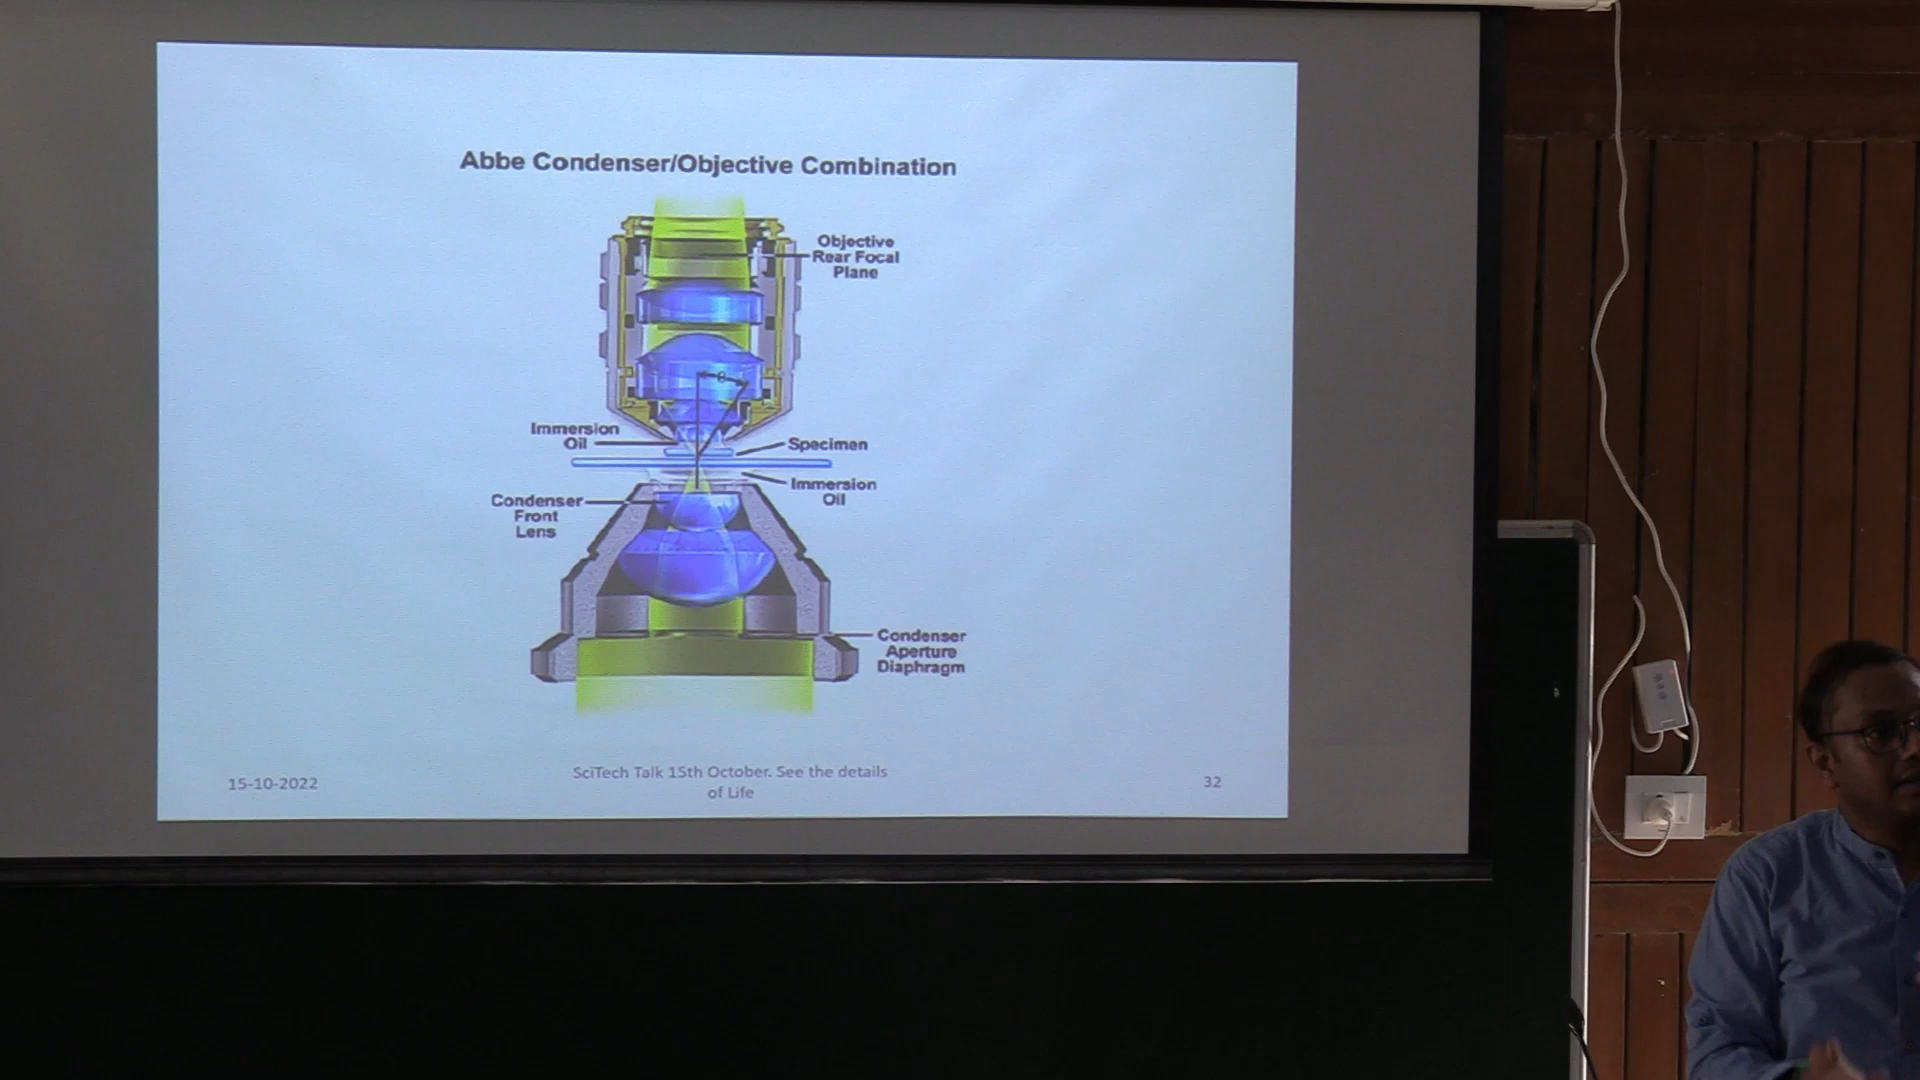 Abbe Condenser/Objective Combination
Objective
Rear Focal
Plane
Immersion
Oil
Specimen
Immersion
Oil
Condenser
Front
Lens
Condenser
Aperture
Diaphragm
15-10-2022
SciTech Talk 15th October. See the details
of Life
32